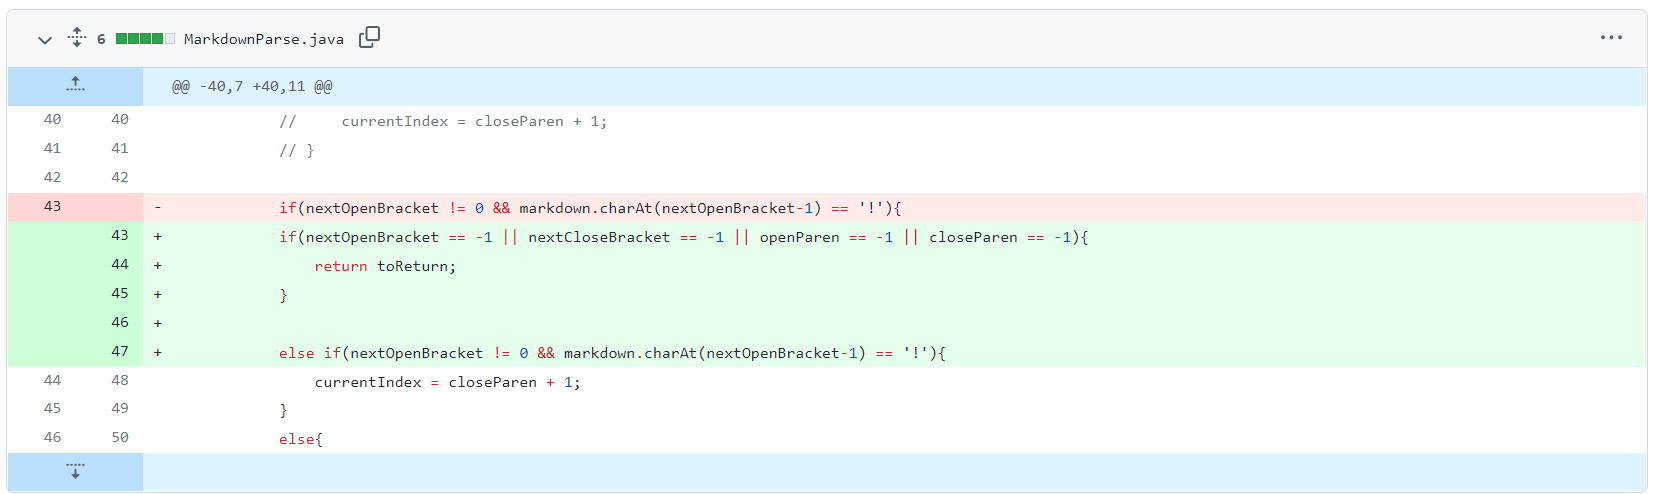 6 MarkdownParse.java ...
@@ -40,7 +40,11 @@
40 40 // currentIndex = closeParen + 1;
41 41 // }
42 42
43 - if(nextOpenBracket != 0 && markdown.charAt(nextOpenBracket-1) == '!'){
43 + if(nextOpenBracket == -1 || nextCloseBracket == -1 || openParen == -1 || closeParen == -1){
44 + return toReturn;
45 + }
46 +
47 + else if(nextOpenBracket != 0 && markdown.charAt(nextOpenBracket-1) == '!'){
44 48 currentIndex = closeParen + 1;
45 49 }
46 50 else{